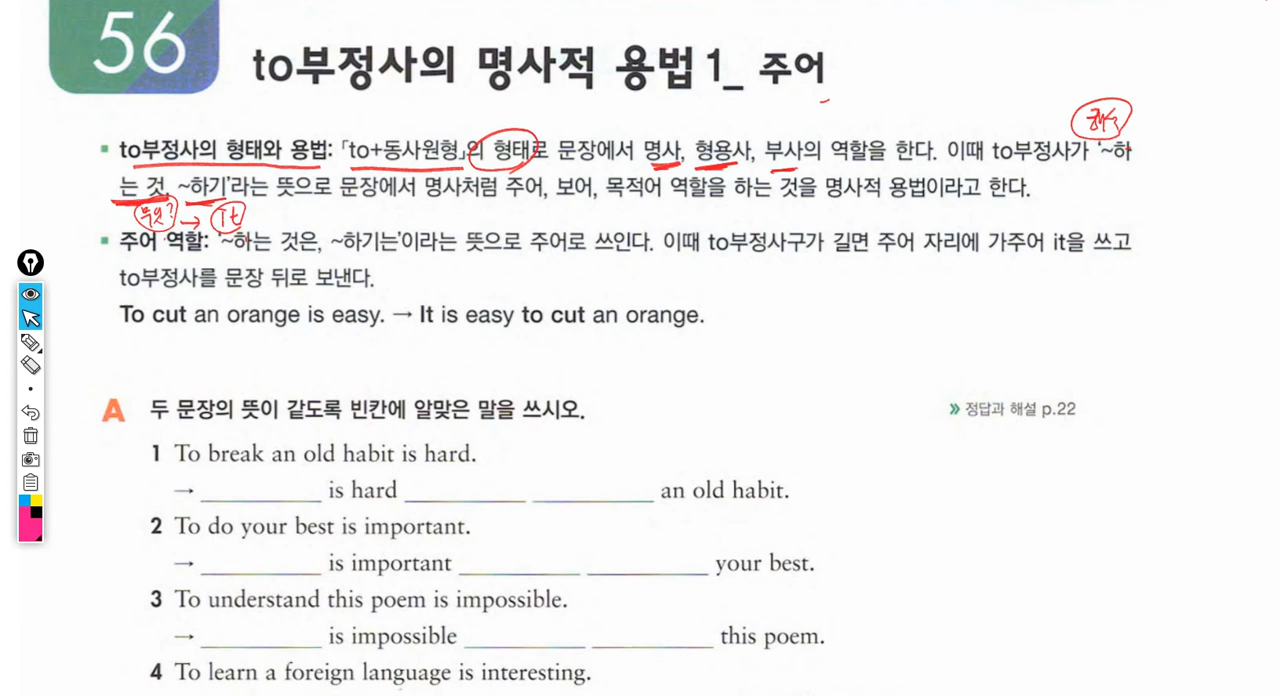 56
to부정사의 명사적 용법 1_ 주어
해석
to부정사의 형태와 용법: 「to+동사원형」의 형태로 문장에서 명사, 형용사, 부사의 역할을 한다. 이때 to부정사가 '~하
는 것, ~하기'라는 뜻으로 문장에서 명사처럼 주어, 보어, 목적어 역할을 하는 것을 명사적 용법이라고 한다.
무엇? → It
주어 역할: '~하는 것은, ~하기는'이라는 뜻으로 주어로 쓰인다. 이때 to부정사구가 길면 주어 자리에 가주어 it을 쓰고
to부정사를 문장 뒤로 보낸다.
To cut an orange is easy. → It is easy to cut an orange.
A 두 문장의 뜻이 같도록 빈칸에 알맞은 말을 쓰시오.
» 정답과 해설 p.22
1 To break an old habit is hard.
→ __________ is hard __________ __________ an old habit.
2 To do your best is important.
→ __________ is important __________ __________ your best.
3 To understand this poem is impossible.
→ __________ is impossible __________ __________ this poem.
4 To learn a foreign language is interesting.